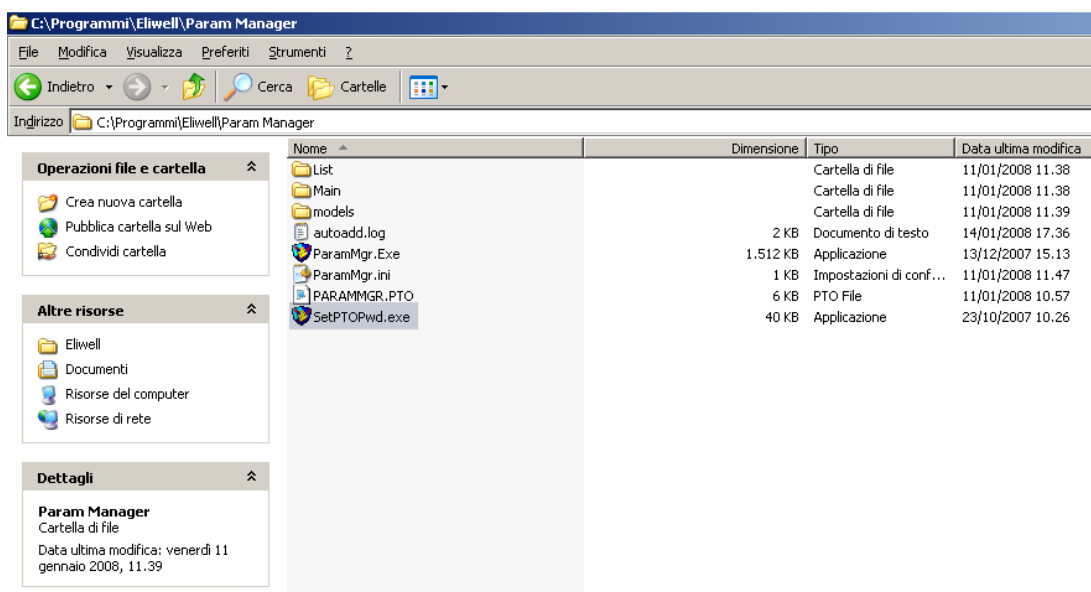 C:\Programmi\Eliwell\Param Manager
File Modifica Visualizza Preferiti Strumenti ?
Indietro Cerca Cartelle
Indirizzo C:\Programmi\Eliwell\Param Manager
Operazioni file e cartella
Crea nuova cartella
Pubblica cartella sul Web
Condividi cartella
Altre risorse
Eliwell
Documenti
Risorse del computer
Risorse di rete
Dettagli
Param Manager
Cartella di file
Data ultima modifica: venerdì 11
gennaio 2008, 11.39
Nome Dimensione Tipo Data ultima modifica
List Cartella di file 11/01/2008 11.38
Main Cartella di file 11/01/2008 11.38
models Cartella di file 11/01/2008 11.39
autoadd.log 2 KB Documento di testo 14/01/2008 17.36
ParamMgr.Exe 1.512 KB Applicazione 13/12/2007 15.13
ParamMgr.ini 1 KB Impostazioni di conf... 11/01/2008 11.47
PARAMMGR.PTO 6 KB PTO File 11/01/2008 10.57
SetPTOPwd.exe 40 KB Applicazione 23/10/2007 10.26